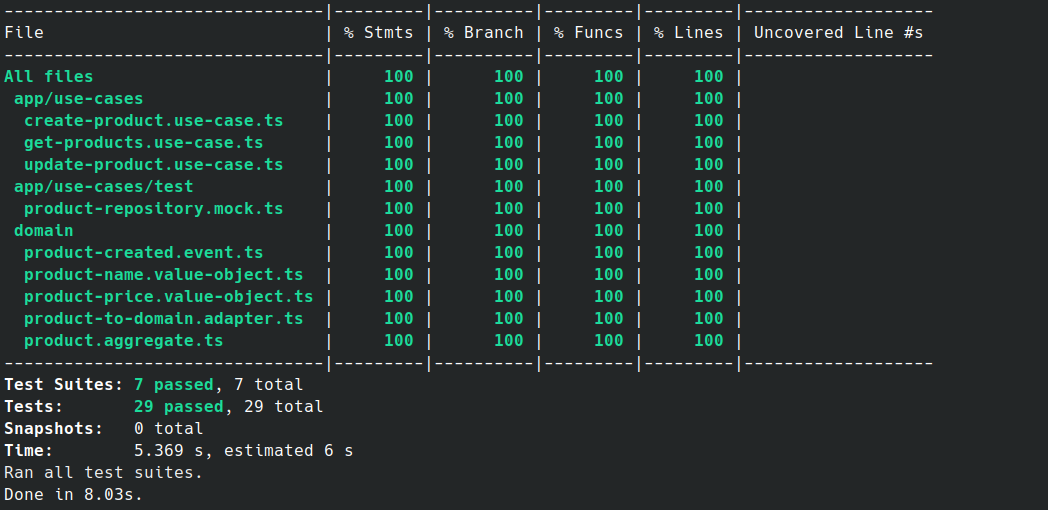 --------------------------------|---------|----------|---------|---------|-------------------
File                            | % Stmts | % Branch | % Funcs | % Lines | Uncovered Line #s
--------------------------------|---------|----------|---------|---------|-------------------
All files                       |     100 |      100 |     100 |     100 |
 app/use-cases                  |     100 |      100 |     100 |     100 |
  create-product.use-case.ts    |     100 |      100 |     100 |     100 |
  get-products.use-case.ts      |     100 |      100 |     100 |     100 |
  update-product.use-case.ts    |     100 |      100 |     100 |     100 |
 app/use-cases/test             |     100 |      100 |     100 |     100 |
  product-repository.mock.ts    |     100 |      100 |     100 |     100 |
 domain                         |     100 |      100 |     100 |     100 |
  product-created.event.ts      |     100 |      100 |     100 |     100 |
  product-name.value-object.ts  |     100 |      100 |     100 |     100 |
  product-price.value-object.ts |     100 |      100 |     100 |     100 |
  product-to-domain.adapter.ts  |     100 |      100 |     100 |     100 |
  product.aggregate.ts          |     100 |      100 |     100 |     100 |
--------------------------------|---------|----------|---------|---------|-------------------
Test Suites: 7 passed, 7 total
Tests:       29 passed, 29 total
Snapshots:   0 total
Time:        5.369 s, estimated 6 s
Ran all test suites.
Done in 8.03s.